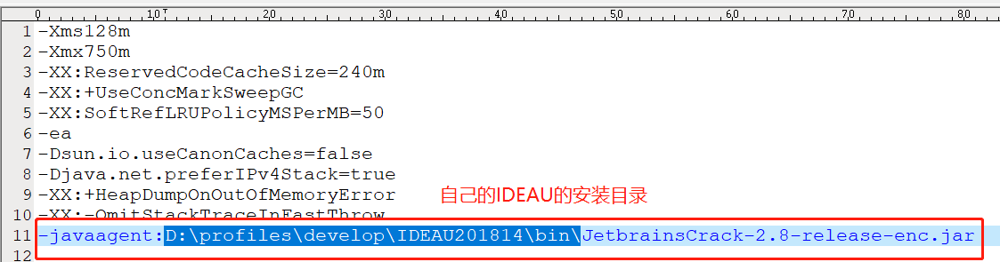 0 10 20 30 40 50 60 70 80
1 -Xms128m
2 -Xmx750m
3 -XX:ReservedCodeCacheSize=240m
4 -XX:+UseConcMarkSweepGC
5 -XX:SoftRefLRUPolicyMSPerMB=50
6 -ea
7 -Dsun.io.useCanonCaches=false
8 -Djava.net.preferIPv4Stack=true
9 -XX:+HeapDumpOnOutOfMemoryError
自己的IDEAU的安装目录
10 -XX:-OmitStackTraceInFastThrow
11 -javaagent:D:\profiles\develop\IDEAU201814\bin\JetbrainsCrack-2.8-release-enc.jar
12